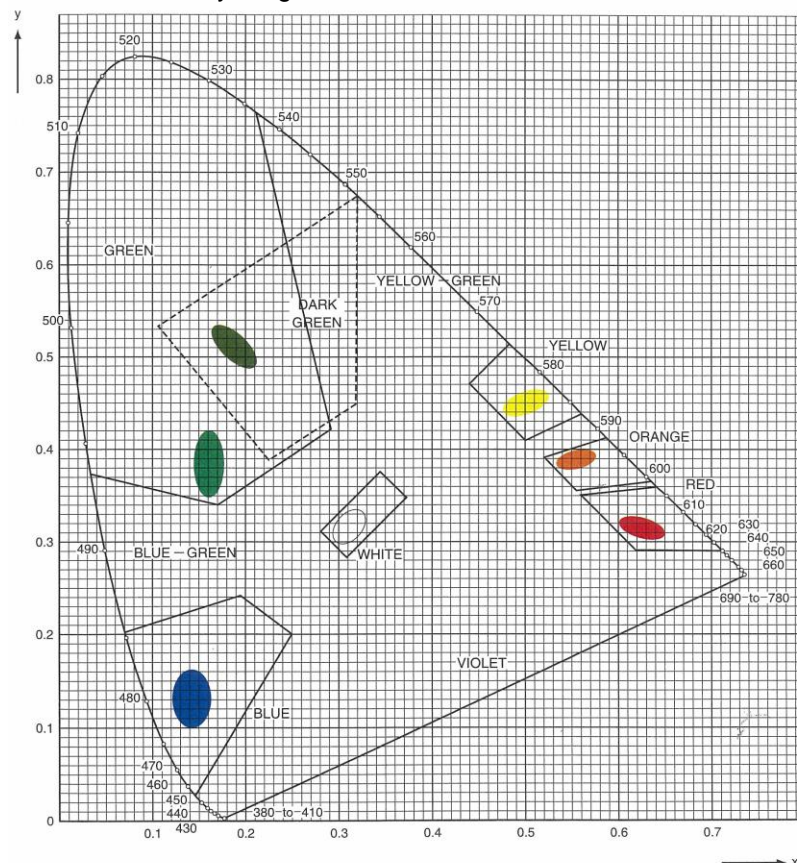 y
520
530
0.8
540
510
0.7
550
560
GREEN
0.6
YELLOW-GREEN
570
DARK
GREEN
500
0.5
YELLOW
580
590
ORANGE
0.4
600
RED
610
620
630
640
0.3
490
BLUE-GREEN
WHITE
650
660
690-to-780
0.2
VIOLET
480
BLUE
0.1
470
460
450
440
430
380-to-410
0
0.1
0.2
0.3
0.4
0.5
0.6
0.7
x